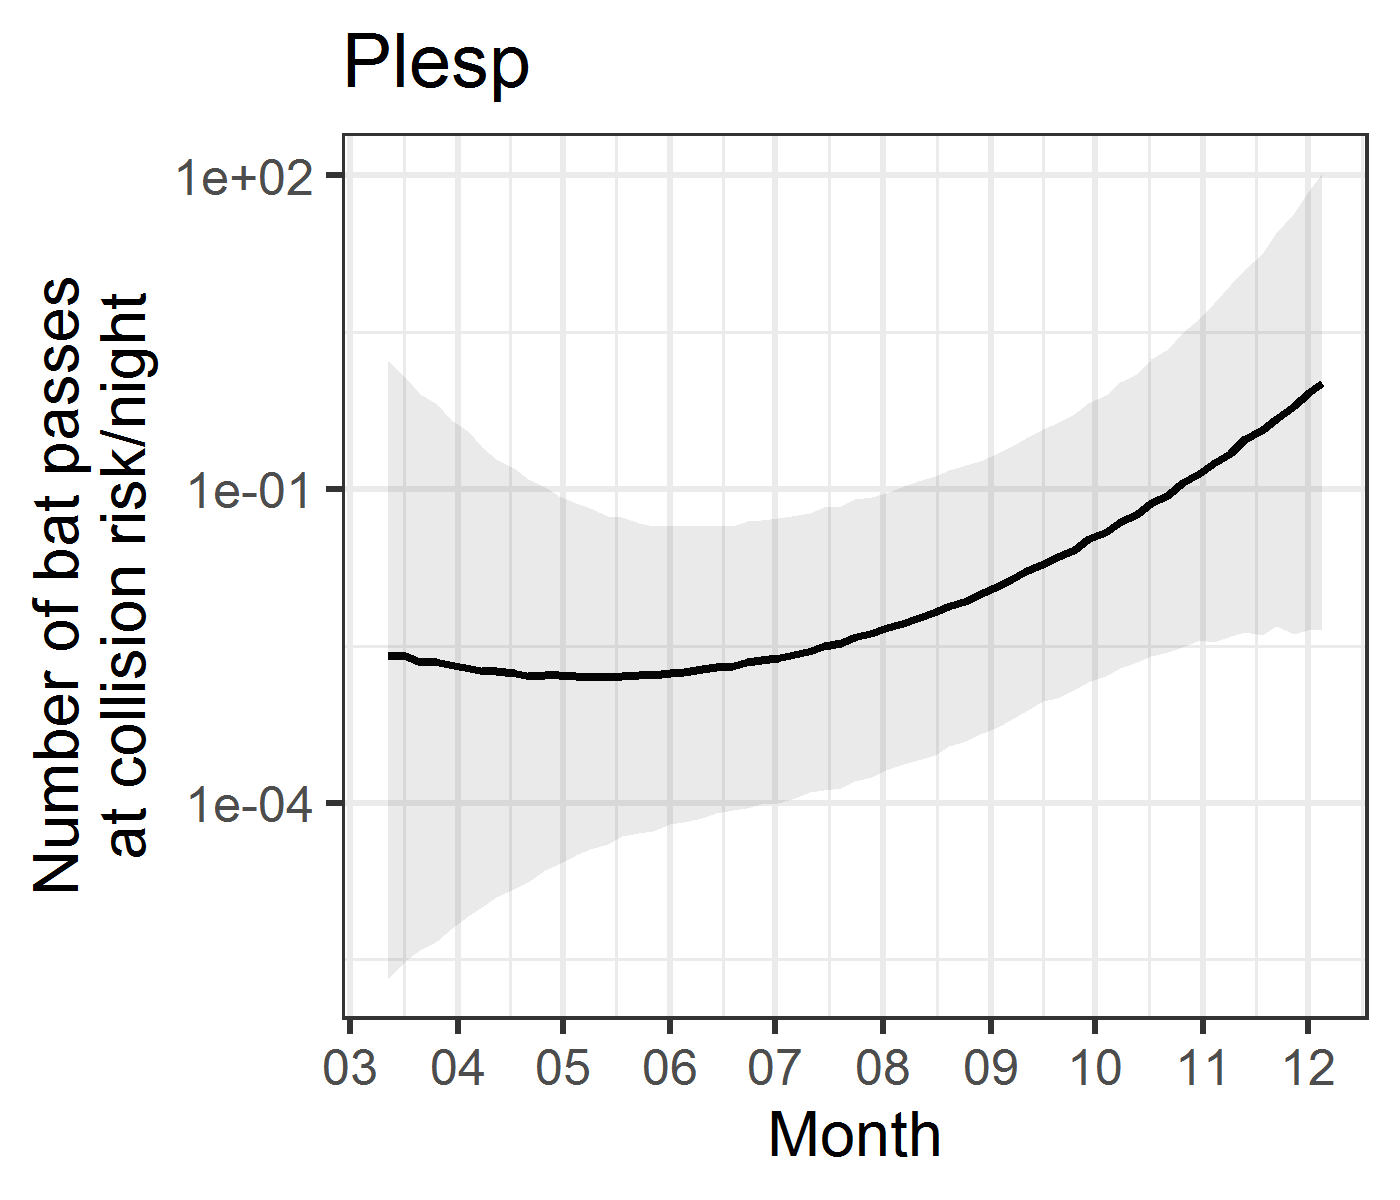 Plesp
Number of bat passes
at collision risk/night
1e+02
1e-01
1e-04
03 04 05 06 07 08 09 10 11 12
Month